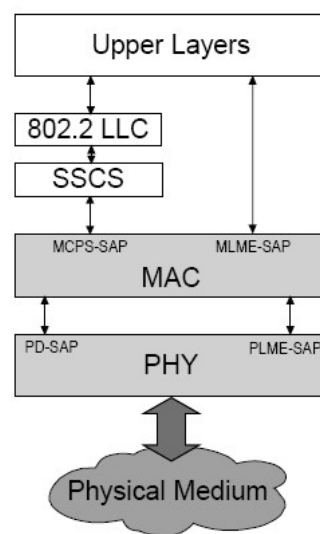 Upper Layers
802.2 LLC
SSCS
MCPS-SAP MLME-SAP
MAC
PD-SAP PLME-SAP
PHY
Physical Medium